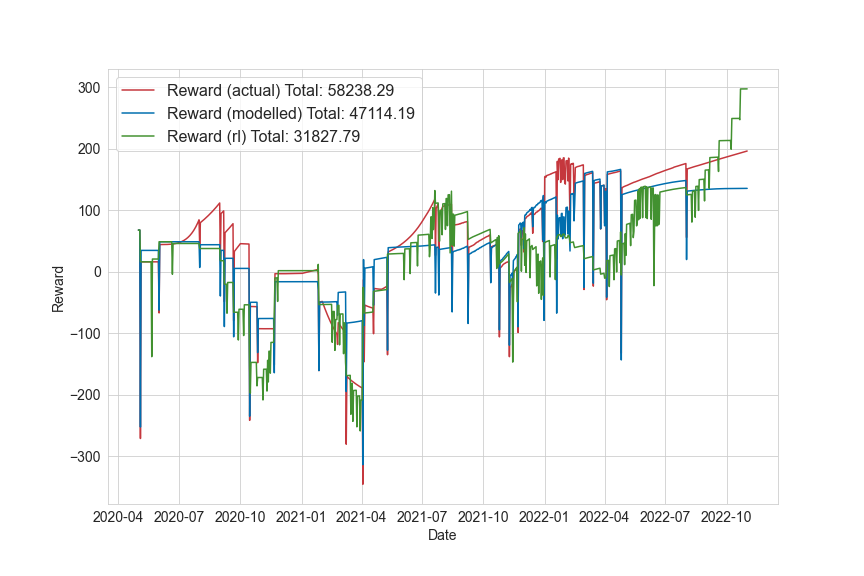 Reward (actual) Total: 58238.29
Reward (modelled) Total: 47114.19
Reward (rl) Total: 31827.79
300
200
100
0
−100
−200
−300
Reward
2020-04 2020-07 2020-10 2021-01 2021-04 2021-07 2021-10 2022-01 2022-04 2022-07 2022-10
Date